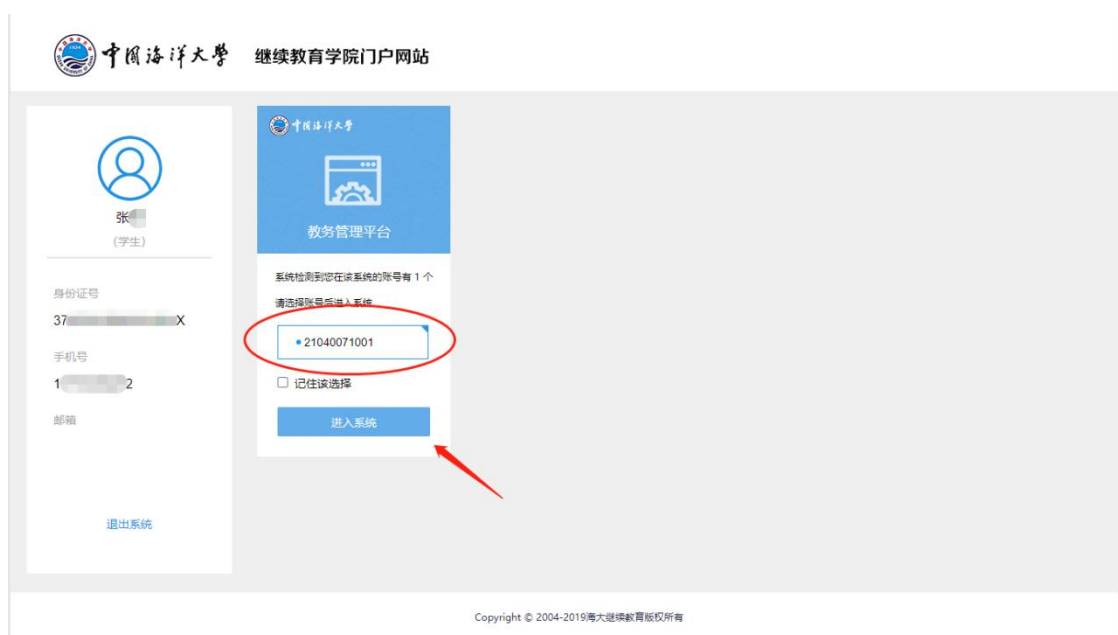 中国海洋大学 继续教育学院门户网站
张
(学生)
身份证号
37 X
手机号
1 2
邮箱
退出系统
中国海洋大学
教务管理平台
系统检测到您在该系统的账号有 1 个
请选择账号后进入系统
21040071001
记住该选择
进入系统
Copyright © 2004-2019海大继续教育版权所有